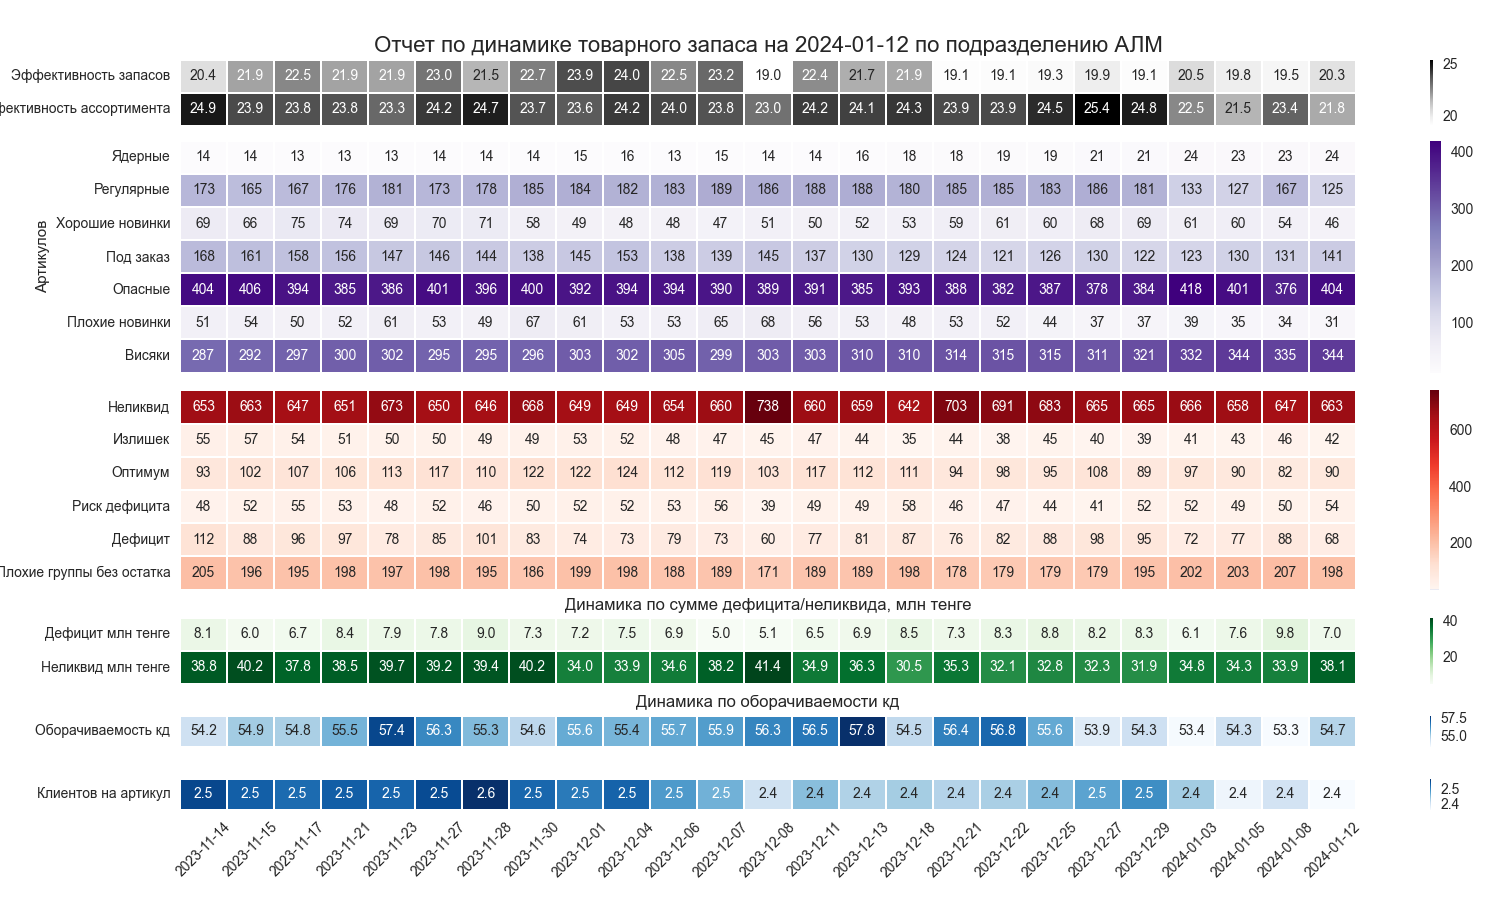 Отчет по динамике товарного запаса на 2024-01-12 по подразделению АЛМ
Эффективность запасов 20.4 21.9 22.5 21.9 21.9 23.0 21.5 22.7 23.9 24.0 22.5 23.2 19.0 22.4 21.7 21.9 19.1 19.1 19.3 19.9 19.1 20.5 19.8 19.5 20.3
фективность ассортимента 24.9 23.9 23.8 23.8 23.3 24.2 24.7 23.7 23.6 24.2 24.0 23.8 23.0 24.2 24.1 24.3 23.9 23.9 24.5 25.4 24.8 22.5 21.5 23.4 21.8
25
20
Артикулов
Ядерные 14 14 13 13 13 14 14 14 15 16 13 15 14 14 16 18 18 19 19 21 21 24 23 23 24
Регулярные 173 165 167 176 181 173 178 185 184 182 183 189 186 188 188 180 185 185 183 186 181 133 127 167 125
Хорошие новинки 69 66 75 74 69 70 71 58 49 48 48 47 51 50 52 53 59 61 60 68 69 61 60 54 46
Под заказ 168 161 158 156 147 146 144 138 145 153 138 139 145 137 130 129 124 121 126 130 122 123 130 131 141
Опасные 404 406 394 385 386 401 396 400 392 394 394 390 389 391 385 393 388 382 387 378 384 418 401 376 404
Плохие новинки 51 54 50 52 61 53 49 67 61 53 53 65 68 56 53 48 53 52 44 37 37 39 35 34 31
Висяки 287 292 297 300 302 295 295 296 303 302 305 299 303 303 310 310 314 315 315 311 321 332 344 335 344
400
300
200
100
Неликвид 653 663 647 651 673 650 646 668 649 649 654 660 738 660 659 642 703 691 683 665 665 666 658 647 663
Излишек 55 57 54 51 50 50 49 49 53 52 48 47 45 47 44 35 44 38 45 40 39 41 43 46 42
Оптимум 93 102 107 106 113 117 110 122 122 124 112 119 103 117 112 111 94 98 95 108 89 97 90 82 90
Риск дефицита 48 52 55 53 48 52 46 50 52 52 53 56 39 49 49 58 46 47 44 41 52 52 49 50 54
Дефицит 112 88 96 97 78 85 101 83 74 73 79 73 60 77 81 87 76 82 88 98 95 72 77 88 68
Плохие группы без остатка 205 196 195 198 197 198 195 186 199 198 188 189 171 189 189 198 178 179 179 179 195 202 203 207 198
600
400
200
Динамика по сумме дефицита/неликвида, млн тенге
Дефицит млн тенге 8.1 6.0 6.7 8.4 7.9 7.8 9.0 7.3 7.2 7.5 6.9 5.0 5.1 6.5 6.9 8.5 7.3 8.3 8.8 8.2 8.3 6.1 7.6 9.8 7.0
Неликвид млн тенге 38.8 40.2 37.8 38.5 39.7 39.2 39.4 40.2 34.0 33.9 34.6 38.2 41.4 34.9 36.3 30.5 35.3 32.1 32.8 32.3 31.9 34.8 34.3 33.9 38.1
40
20
Динамика по оборачиваемости кд
Оборачиваемость кд 54.2 54.9 54.8 55.5 57.4 56.3 55.3 54.6 55.6 55.4 55.7 55.9 56.3 56.5 57.8 54.5 56.4 56.8 55.6 53.9 54.3 53.4 54.3 53.3 54.7
57.5
55.0
Клиентов на артикул 2.5 2.5 2.5 2.5 2.5 2.5 2.6 2.5 2.5 2.5 2.5 2.5 2.4 2.4 2.4 2.4 2.4 2.4 2.4 2.5 2.5 2.4 2.4 2.4 2.4
2.5
2.4
2023-11-14 2023-11-15 2023-11-17 2023-11-21 2023-11-23 2023-11-27 2023-11-28 2023-11-30 2023-12-01 2023-12-04 2023-12-06 2023-12-07 2023-12-08 2023-12-11 2023-12-13 2023-12-18 2023-12-21 2023-12-22 2023-12-25 2023-12-27 2023-12-29 2024-01-03 2024-01-05 2024-01-08 2024-01-12